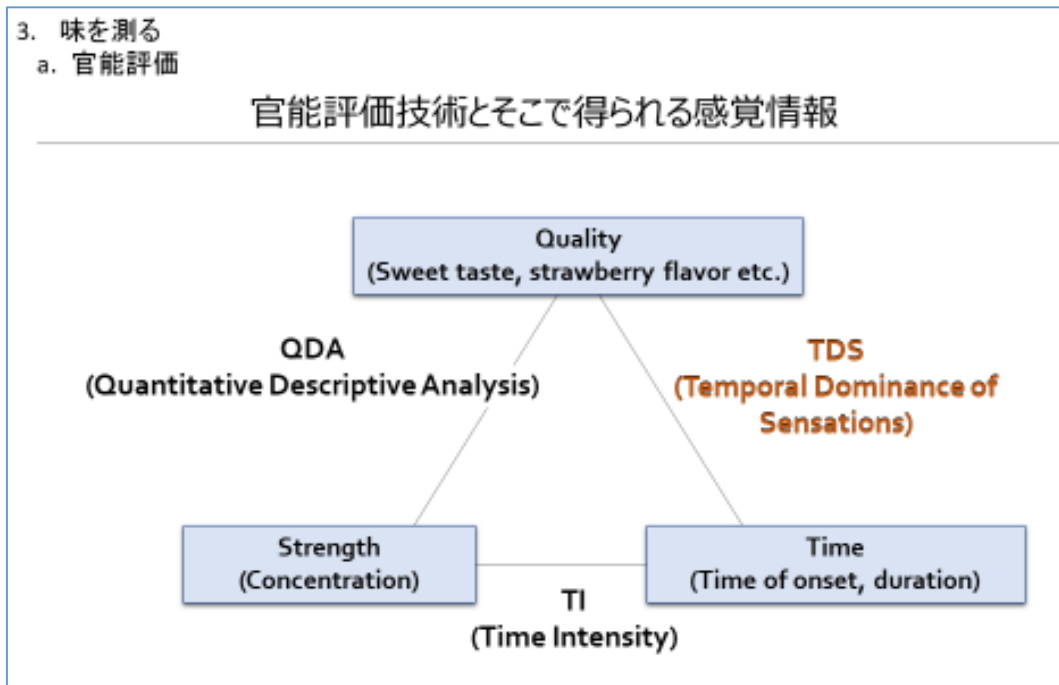 3. 味を測る
a. 官能評価
官能評価技術とそこで得られる感覚情報
Quality
(Sweet taste, strawberry flavor etc.)
QDA
(Quantitative Descriptive Analysis)
TDS
(Temporal Dominance of
Sensations)
Strength
(Concentration)
Time
(Time of onset, duration)
TI
(Time Intensity)